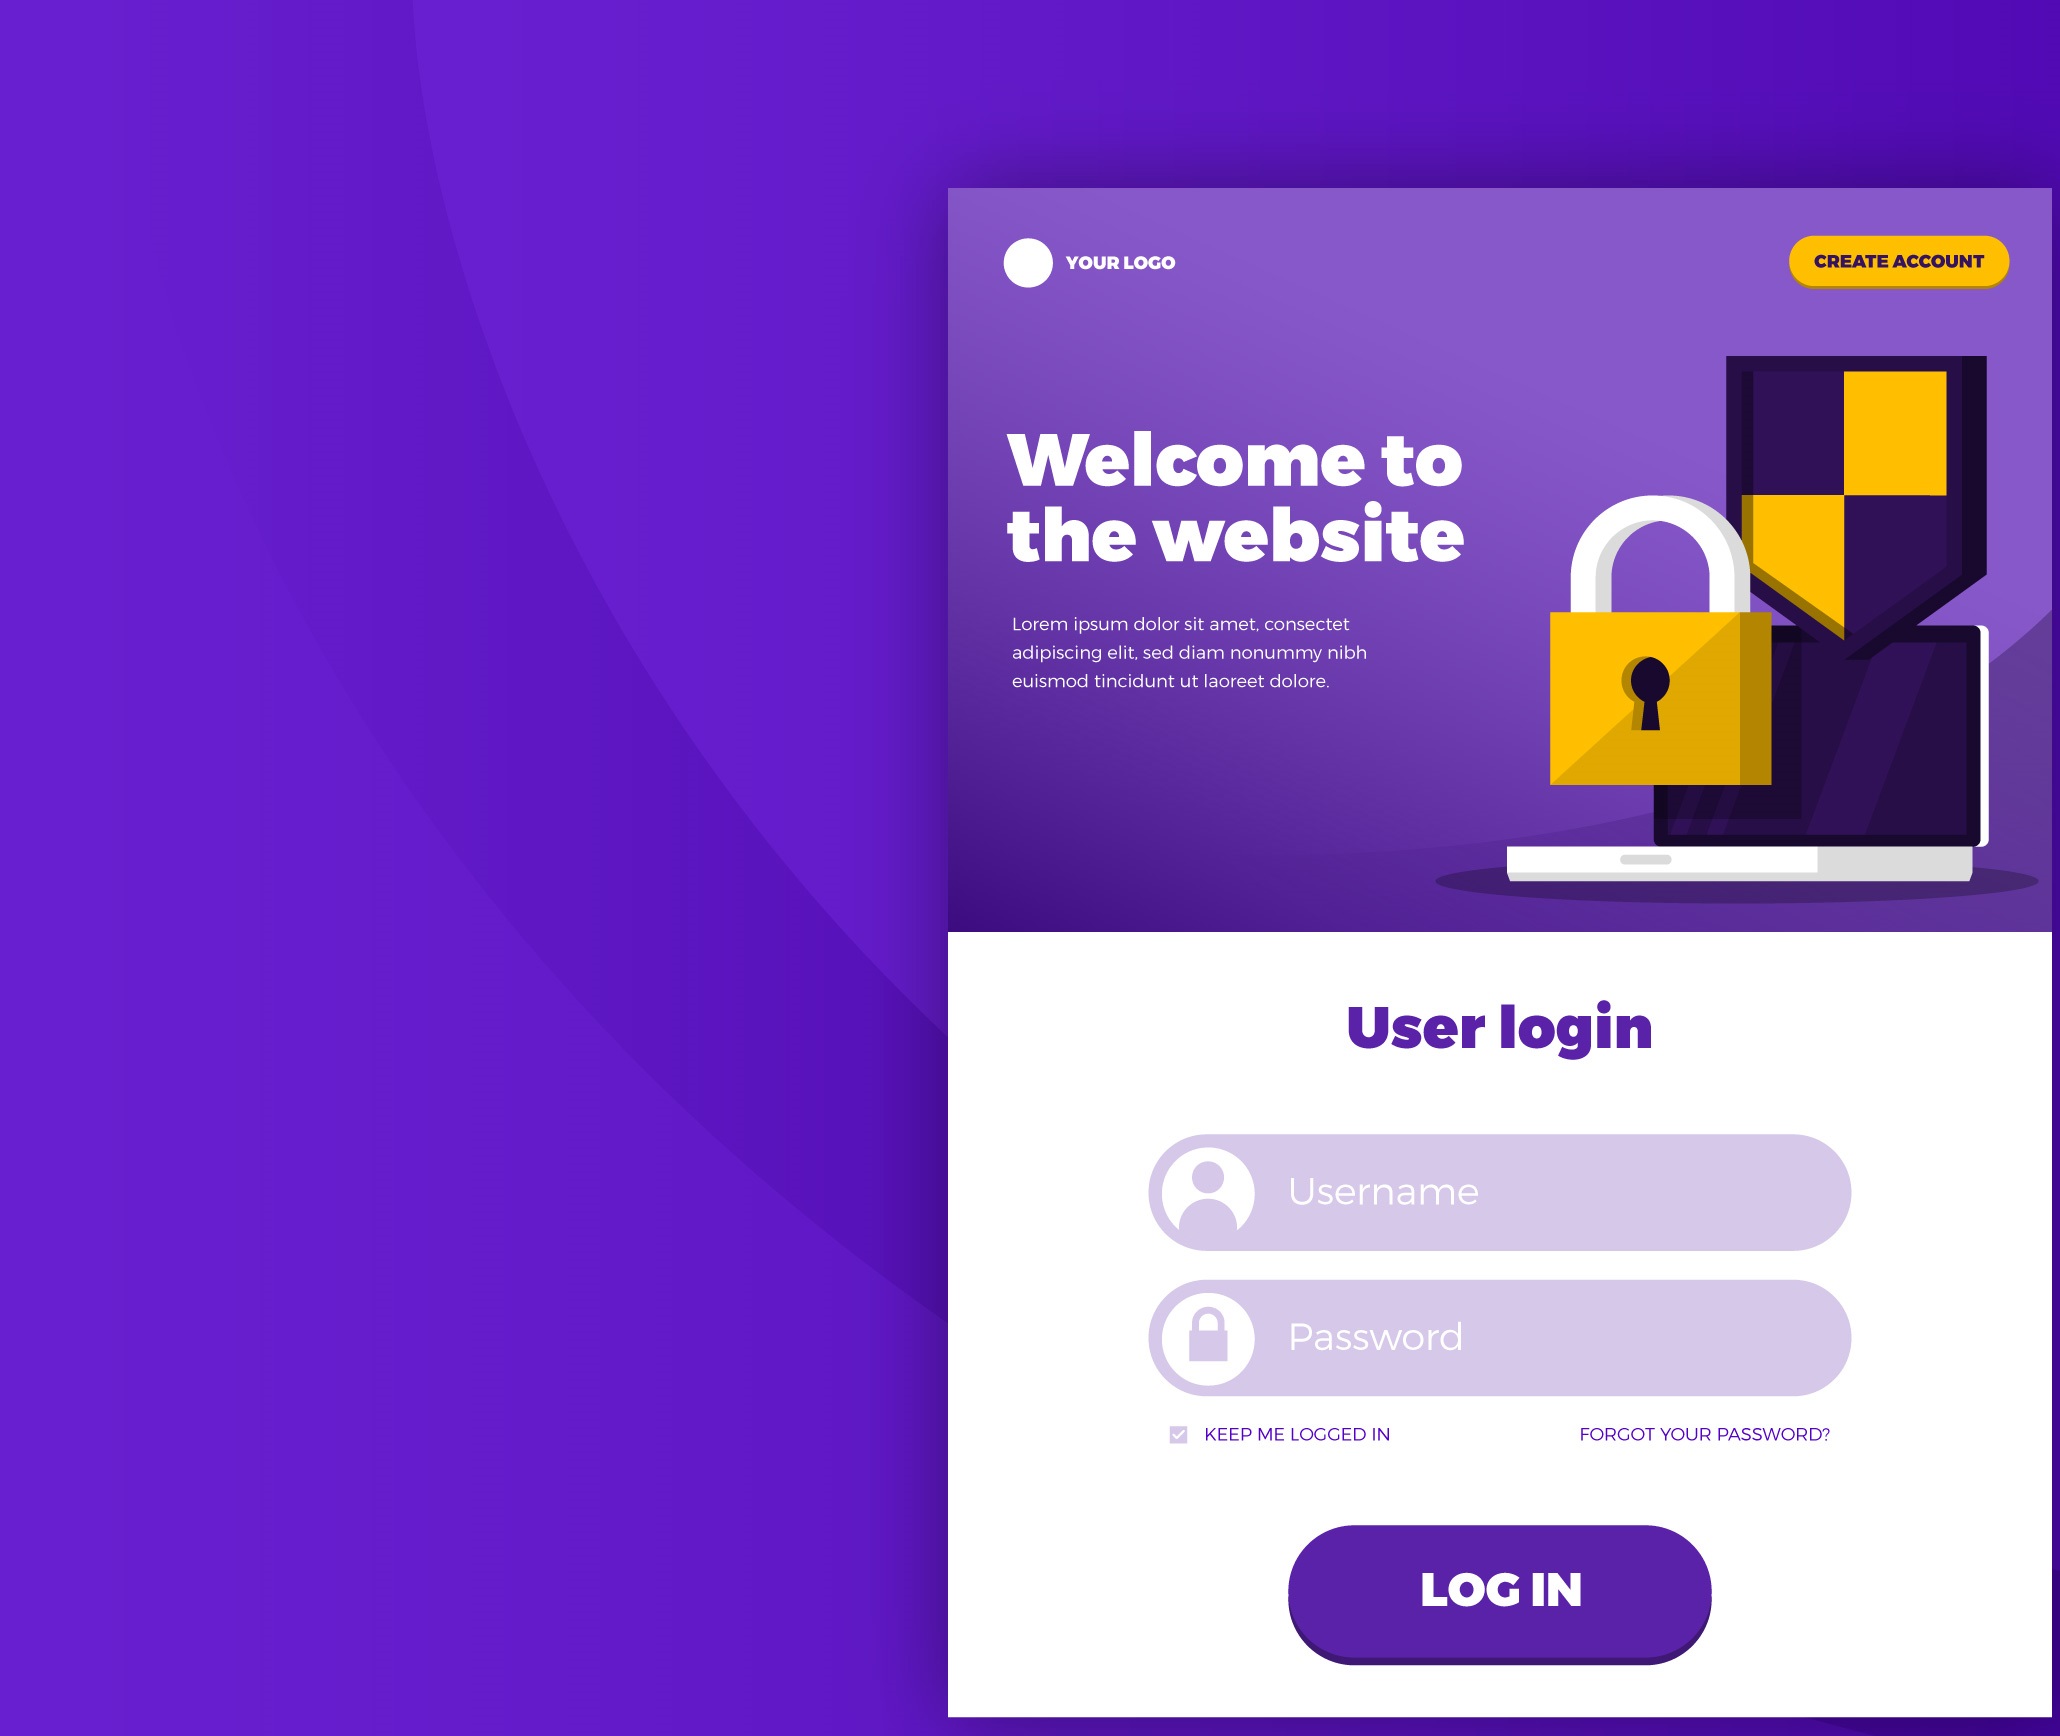 YOUR LOGO
CREATE ACCOUNT
Welcome to
the website
Lorem ipsum dolor sit amet, consectet
adipiscing elit, sed diam nonummy nibh
euismod tincidunt ut laoreet dolore.
User login
Username
Password
KEEP ME LOGGED IN
FORGOT YOUR PASSWORD?
LOG IN